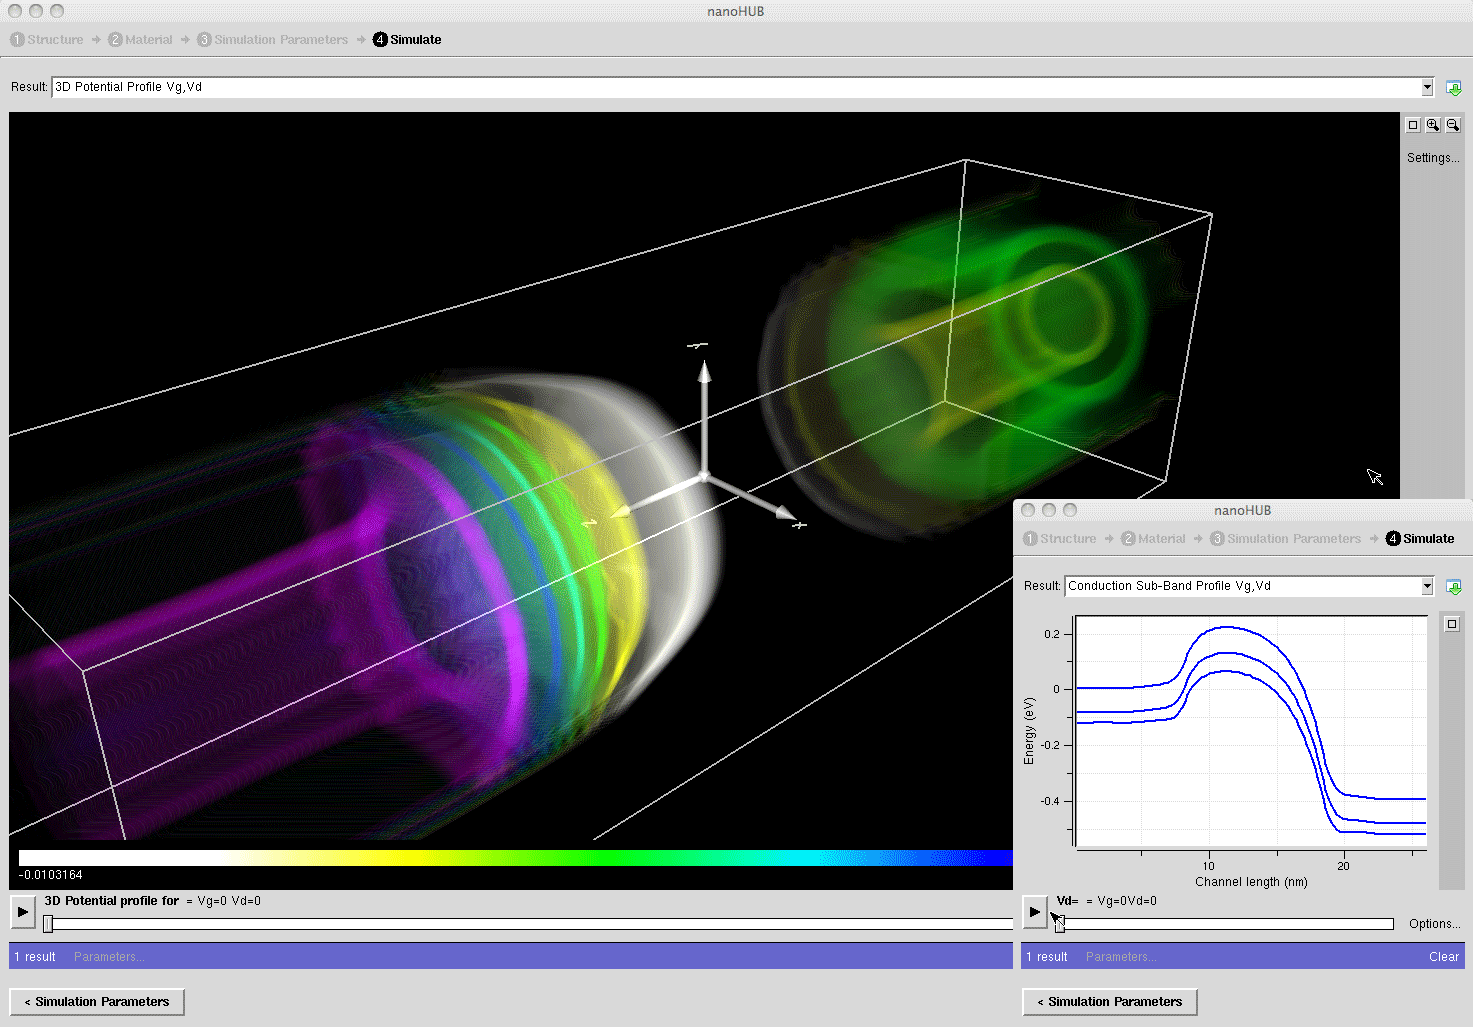 nanoHUB
1 Structure → 2 Material → 3 Simulation Parameters → 4 Simulate
Result: 3D Potential Profile Vg,Vd
Settings...
-0.0103164
3D Potential profile for = Vg=0 Vd=0
1 result Parameters...
< Simulation Parameters
nanoHUB
1 Structure → 2 Material → 3 Simulation Parameters → 4 Simulate
Result: Conduction Sub-Band Profile Vg,Vd
0.2
0
-0.2
-0.4
Energy (eV)
10 20
Channel length (nm)
Vd= = Vg=0Vd=0
Options...
1 result Parameters... Clear
< Simulation Parameters